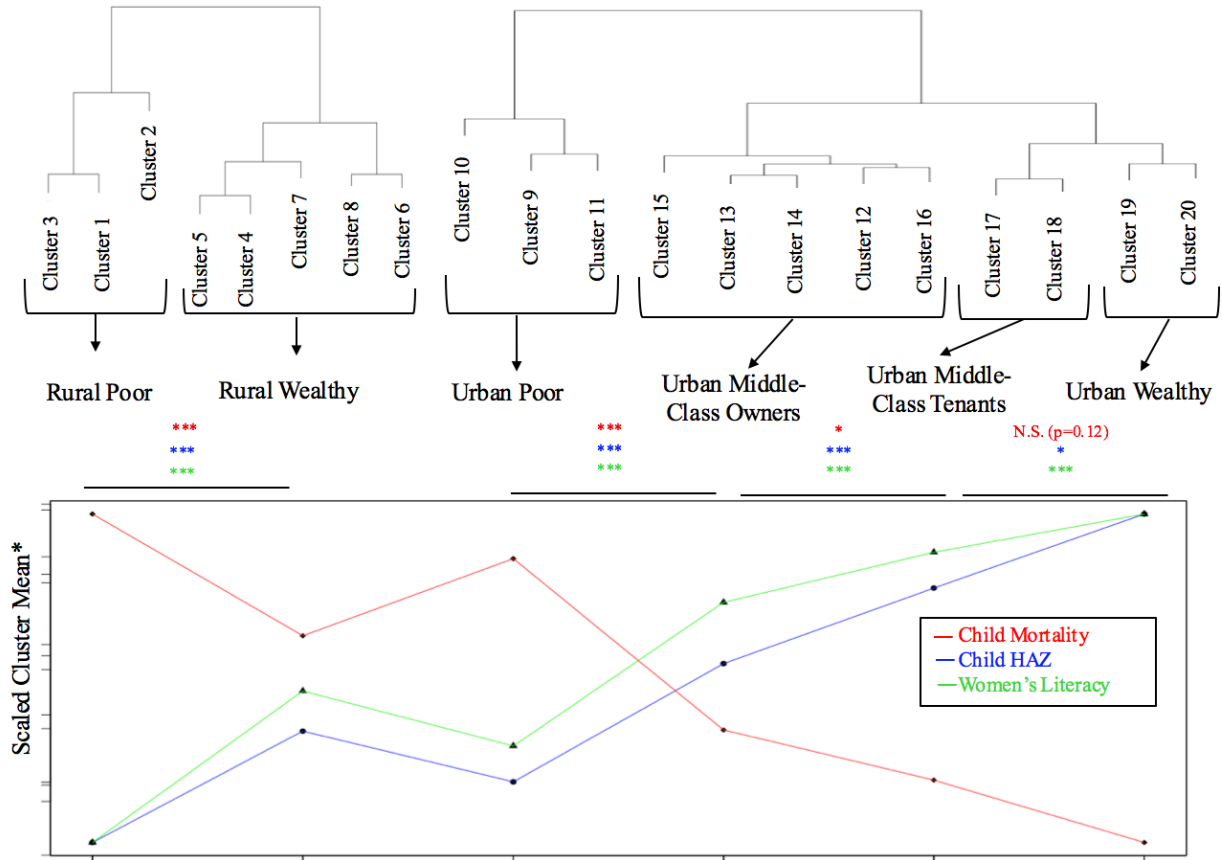 Cluster 3
Cluster 1
Cluster 2
Cluster 5
Cluster 4
Cluster 7
Cluster 8
Cluster 6
Cluster 10
Cluster 9
Cluster 11
Cluster 15
Cluster 13
Cluster 14
Cluster 12
Cluster 16
Cluster 17
Cluster 18
Cluster 19
Cluster 20
Rural Poor
Rural Wealthy
Urban Poor
Urban Middle-
Class Owners
Urban Middle-
Class Tenants
Urban Wealthy
***
***
***
***
***
***
*
***
***
N.S. (p=0.12)
*
***
Scaled Cluster Mean*
Child Mortality
Child HAZ
Women's Literacy